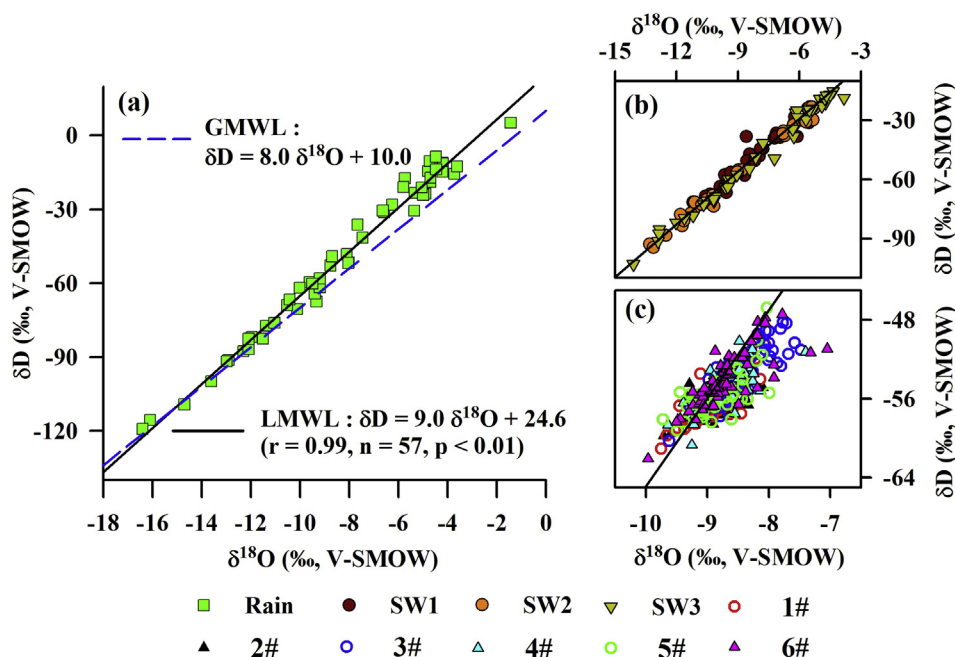 (a)
GMWL :
δD = 8.0 δ¹⁸O + 10.0
LMWL : δD = 9.0 δ¹⁸O + 24.6
(r = 0.99, n = 57, p < 0.01)
0
-30
-60
-90
-120
δD (‰, V-SMOW)
-18 -16 -14 -12 -10 -8 -6 -4 -2 0
δ¹⁸O (‰, V-SMOW)
δ¹⁸O (‰, V-SMOW)
-15 -12 -9 -6 -3
(b)
-30
-60
-90
δD (‰, V-SMOW)
(c)
-48
-56
-64
δD (‰, V-SMOW)
-10 -9 -8 -7
δ¹⁸O (‰, V-SMOW)
Rain SW1 SW2 SW3 1#
2# 3# 4# 5# 6#